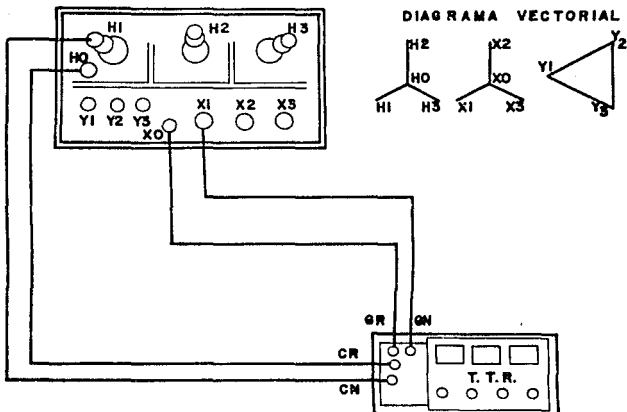 DIAGRAMA VECTORIAL
H1 H2 H3
H0
Y1 Y2 Y3 X0 X1 X2 X3
H2 X2 Y2
H0 X0 Y1
H1 H3 X1 X3 Y3
GR GN
CR
CN
T. T. R.